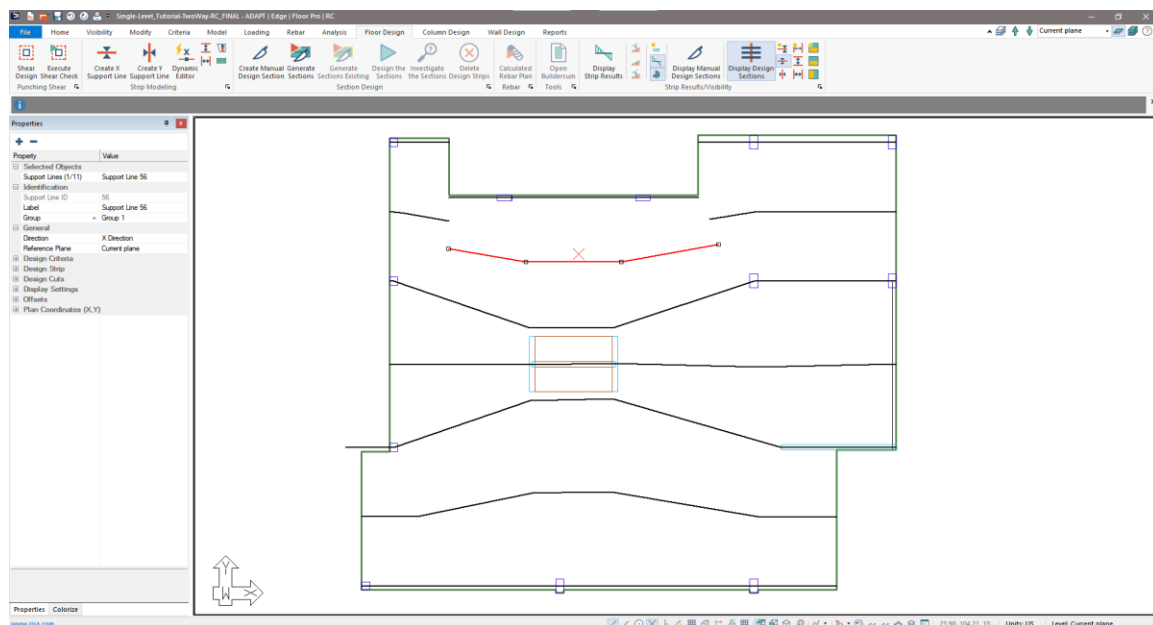 Single-Level_Tutorial-TwoWay-RC_FINAL - ADAPT | Edge | Floor Pro | RC
File Home Visibility Modify Criteria Model Loading Rebar Analysis Floor Design Column Design Wall Design Reports Current plane
Shear Design Execute Shear Check Create X Support Line Create Y Support Line Dynamic Editor Create Manual Design Section Generate Sections Generate Sections Existing Design the Sections Investigate the Sections Delete Design Strips Calculated Rebar Plan Open Buildersum Display Strip Results Display Manual Design Sections Display Design Sections
Punching Shear Strip Modeling Section Design Rebar Tools Strip Results/Visibility
Properties
Property Value
Selected Objects
Support Lines (1/11) Support Line 56
Identification
Support Line ID 56
Label Support Line 56
Group + Group 1
General
Direction X Direction
Reference Plane Current plane
Design Criteria
Design Strip
Design Cuts
Display Settings
Offsets
Plan Coordinates (X,Y)
Y
W X
Properties Colorize
Units: US Level: Current plane